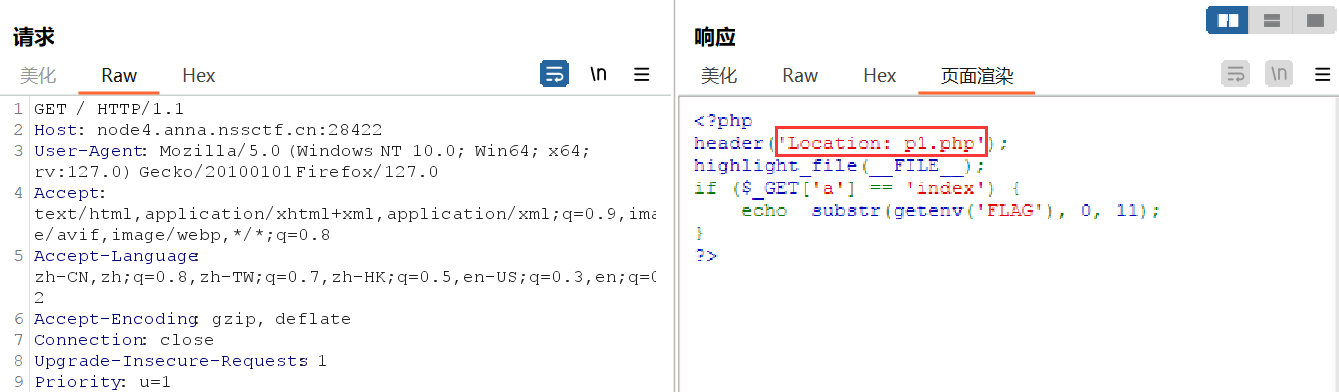 请求
美化 Raw Hex \n
1 GET / HTTP/1.1
2 Host: node4.anna.nssctf.cn:28422
3 User-Agent: Mozilla/5.0 (Windows NT 10.0; Win64; x64;
rv:127.0) Gecko/20100101 Firefox/127.0
4 Accept:
text/html,application/xhtml+xml,application/xml;q=0.9,ima
e/avif,image/webp,*/*;q=0.8
5 Accept-Language:
zh-CN,zh;q=0.8,zh-TW;q=0.7,zh-HK;q=0.5,en-US;q=0.3,en;q=0
2
6 Accept-Encoding: gzip, deflate
7 Connection: close
8 Upgrade-Insecure-Requests: 1
9 Priority: u=1
响应
美化 Raw Hex 页面渲染 \n
<?php
header('Location: p1.php');
highlight_file(__FILE__);
if ($_GET['a'] == 'index') {
    echo  substr(getenv('FLAG'), 0, 11);
}
?>